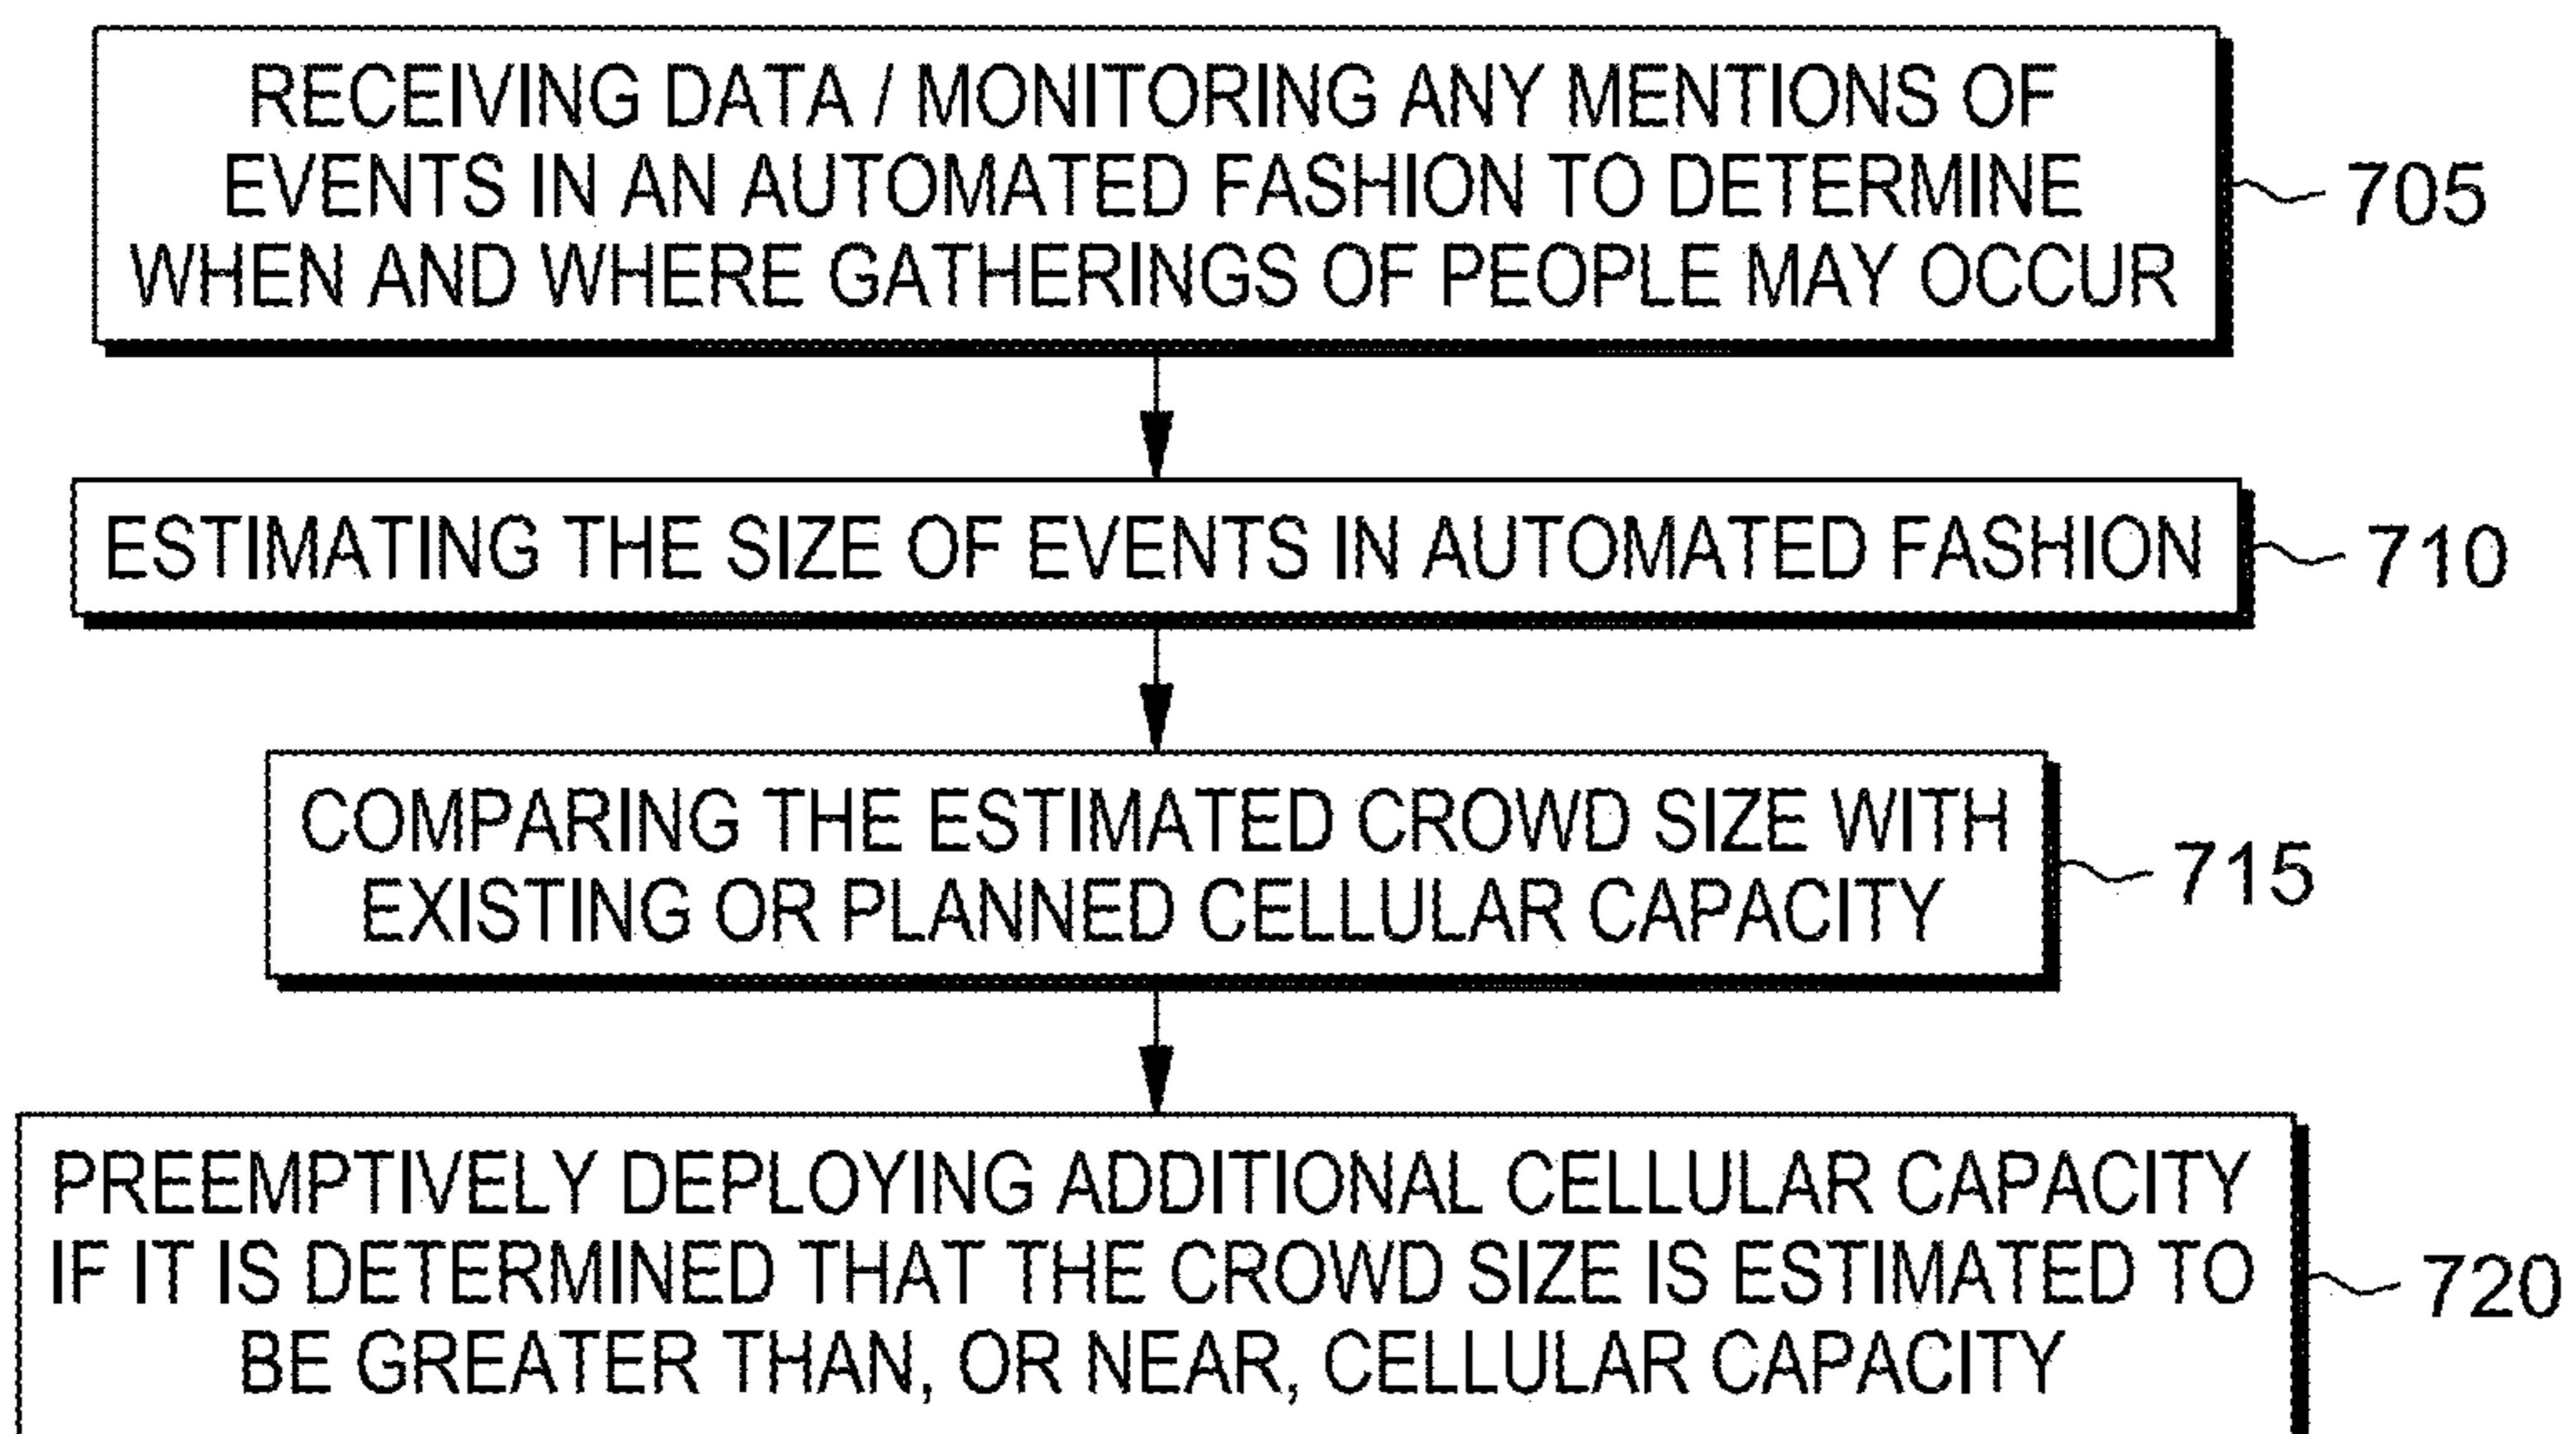 RECEIVING DATA / MONITORING ANY MENTIONS OF
EVENTS IN AN AUTOMATED FASHION TO DETERMINE
WHEN AND WHERE GATHERINGS OF PEOPLE MAY OCCUR
705
ESTIMATING THE SIZE OF EVENTS IN AUTOMATED FASHION
710
COMPARING THE ESTIMATED CROWD SIZE WITH
EXISTING OR PLANNED CELLULAR CAPACITY
715
PREEMPTIVELY DEPLOYING ADDITIONAL CELLULAR CAPACITY
IF IT IS DETERMINED THAT THE CROWD SIZE IS ESTIMATED TO
BE GREATER THAN, OR NEAR, CELLULAR CAPACITY
720